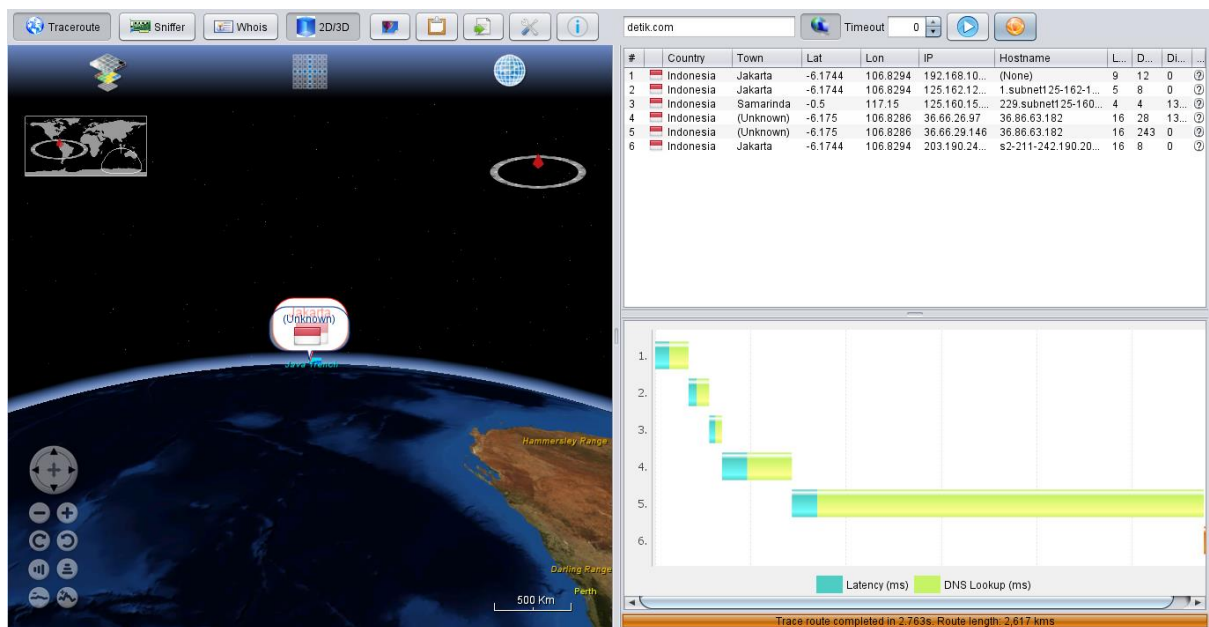 Traceroute Sniffer Whois 2D/3D
detik.com Timeout 0
# Country Town Lat Lon IP Hostname L... D... Di... ...
1 Indonesia Jakarta -6.1744 106.8294 192.168.10... (None) 9 12 0
2 Indonesia Jakarta -6.1744 106.8294 125.162.12... 1.subnet125-162-1... 5 8 0
3 Indonesia Samarinda -0.5 117.15 125.160.15.... 229.subnet125-160... 4 4 13...
4 Indonesia (Unknown) -6.175 106.8286 36.66.26.97 36.86.63.182 16 28 13...
5 Indonesia (Unknown) -6.175 106.8286 36.66.29.146 36.86.63.182 16 243 0
6 Indonesia Jakarta -6.1744 106.8294 203.190.24... s2-211-242.190.20... 16 8 0
Jakarta
(Unknown)
Java Trench
Hammersley Range
Darling Range
Perth
500 Km
1.
2.
3.
4.
5.
6.
Latency (ms) DNS Lookup (ms)
Trace route completed in 2.763s. Route length: 2,617 kms